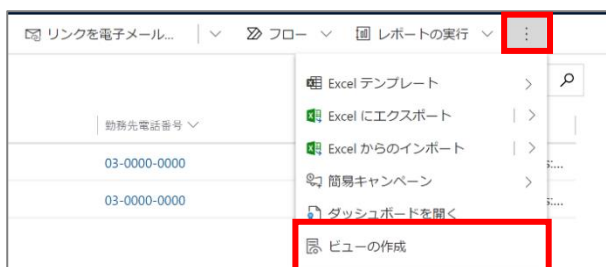 リンクを電子メール... フロー レポートの実行
Excel テンプレート
勤務先電話番号 Excel にエクスポート
03-0000-0000 Excel からのインポート s:...
簡易キャンペーン
03-0000-0000 s:...
ダッシュボードを開く
ビューの作成